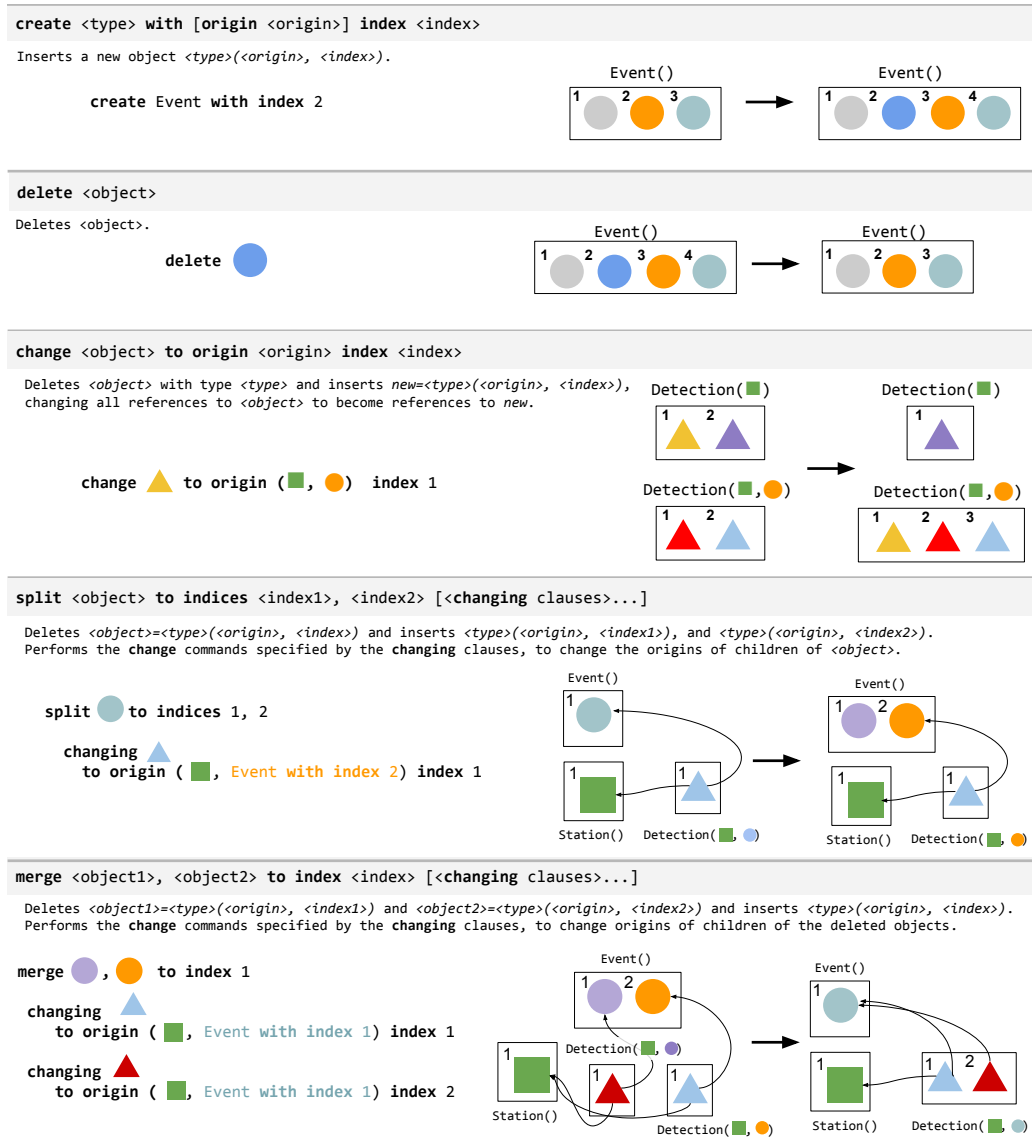 create <type> with [origin <origin>] index <index>
Inserts a new object <type>(<origin>, <index>).
create Event with index 2
Event()
1 2 3
Event()
1 2 3 4
delete <object>
Deletes <object>.
delete
Event()
1 2 3 4
Event()
1 2 3
change <object> to origin <origin> index <index>
Deletes <object> with type <type> and inserts new=<type>(<origin>, <index>),
changing all references to <object> to become references to new.
change to origin ( , ) index 1
Detection( )
1 2
Detection( )
1
Detection( , )
1 2
Detection( , )
1 2 3
split <object> to indices <index1>, <index2> [<changing clauses>...]
Deletes <object>=<type>(<origin>, <index>) and inserts <type>(<origin>, <index1>), and <type>(<origin>, <index2>).
Performs the change commands specified by the changing clauses, to change the origins of children of <object>.
split to indices 1, 2
changing
to origin ( , Event with index 2) index 1
Event()
1
1
1
Station()
Detection( , )
Event()
1 2
1
1
Station()
Detection( , )
merge <object1>, <object2> to index <index> [<changing clauses>...]
Deletes <object1>=<type>(<origin>, <index1>) and <object2>=<type>(<origin>, <index2>) and inserts <type>(<origin>, <index>).
Performs the change commands specified by the changing clauses, to change origins of children of the deleted objects.
merge , to index 1
changing
to origin ( , Event with index 1) index 1
changing
to origin ( , Event with index 1) index 2
Event()
1 2
Detection( , )
1
1
1
Station()
Detection( , )
Event()
1
1
1 2
Station()
Detection( , )